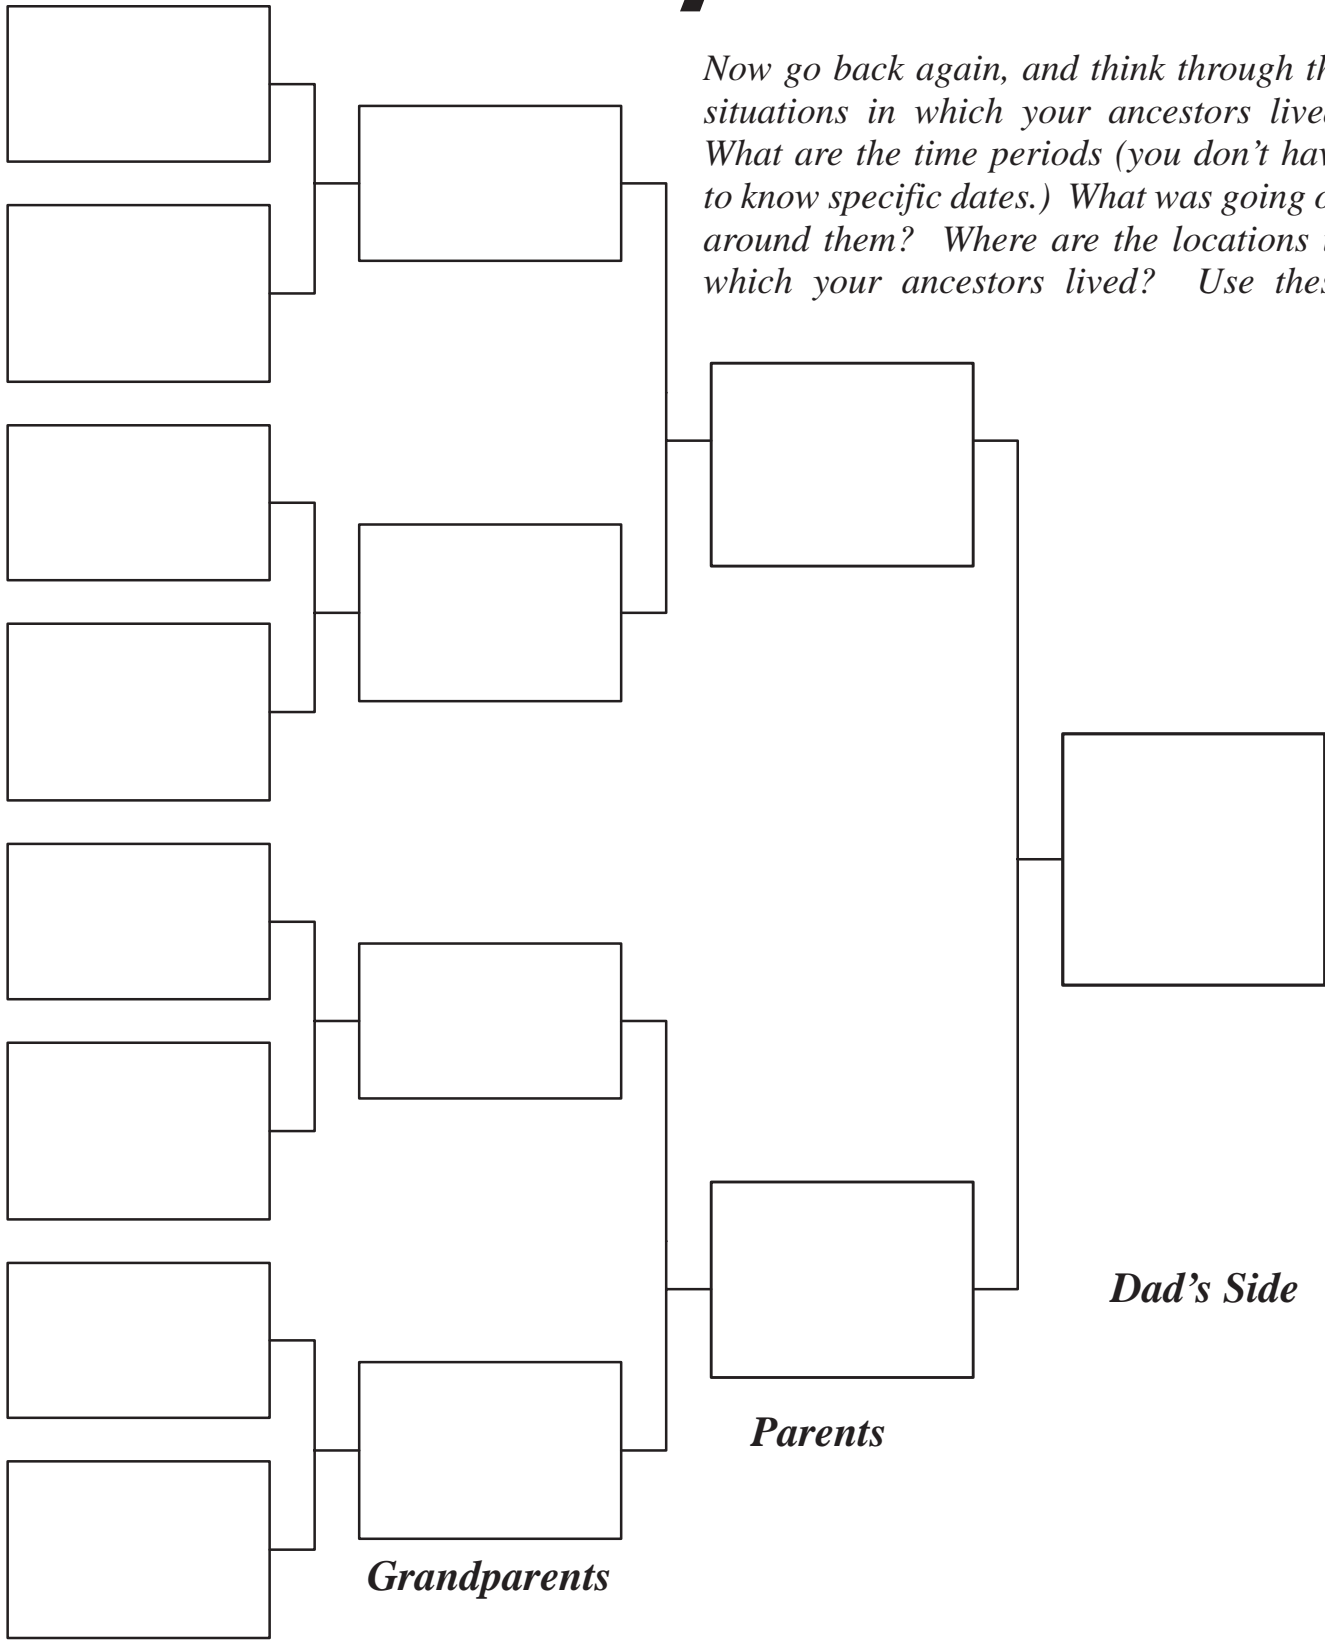 Now go back again, and think through th
situations in which your ancestors live
What are the time periods (you don’t hav
to know specific dates.) What was going o
around them? Where are the locations
which your ancestors lived? Use thes
Dad’s Side
Parents
Grandparents